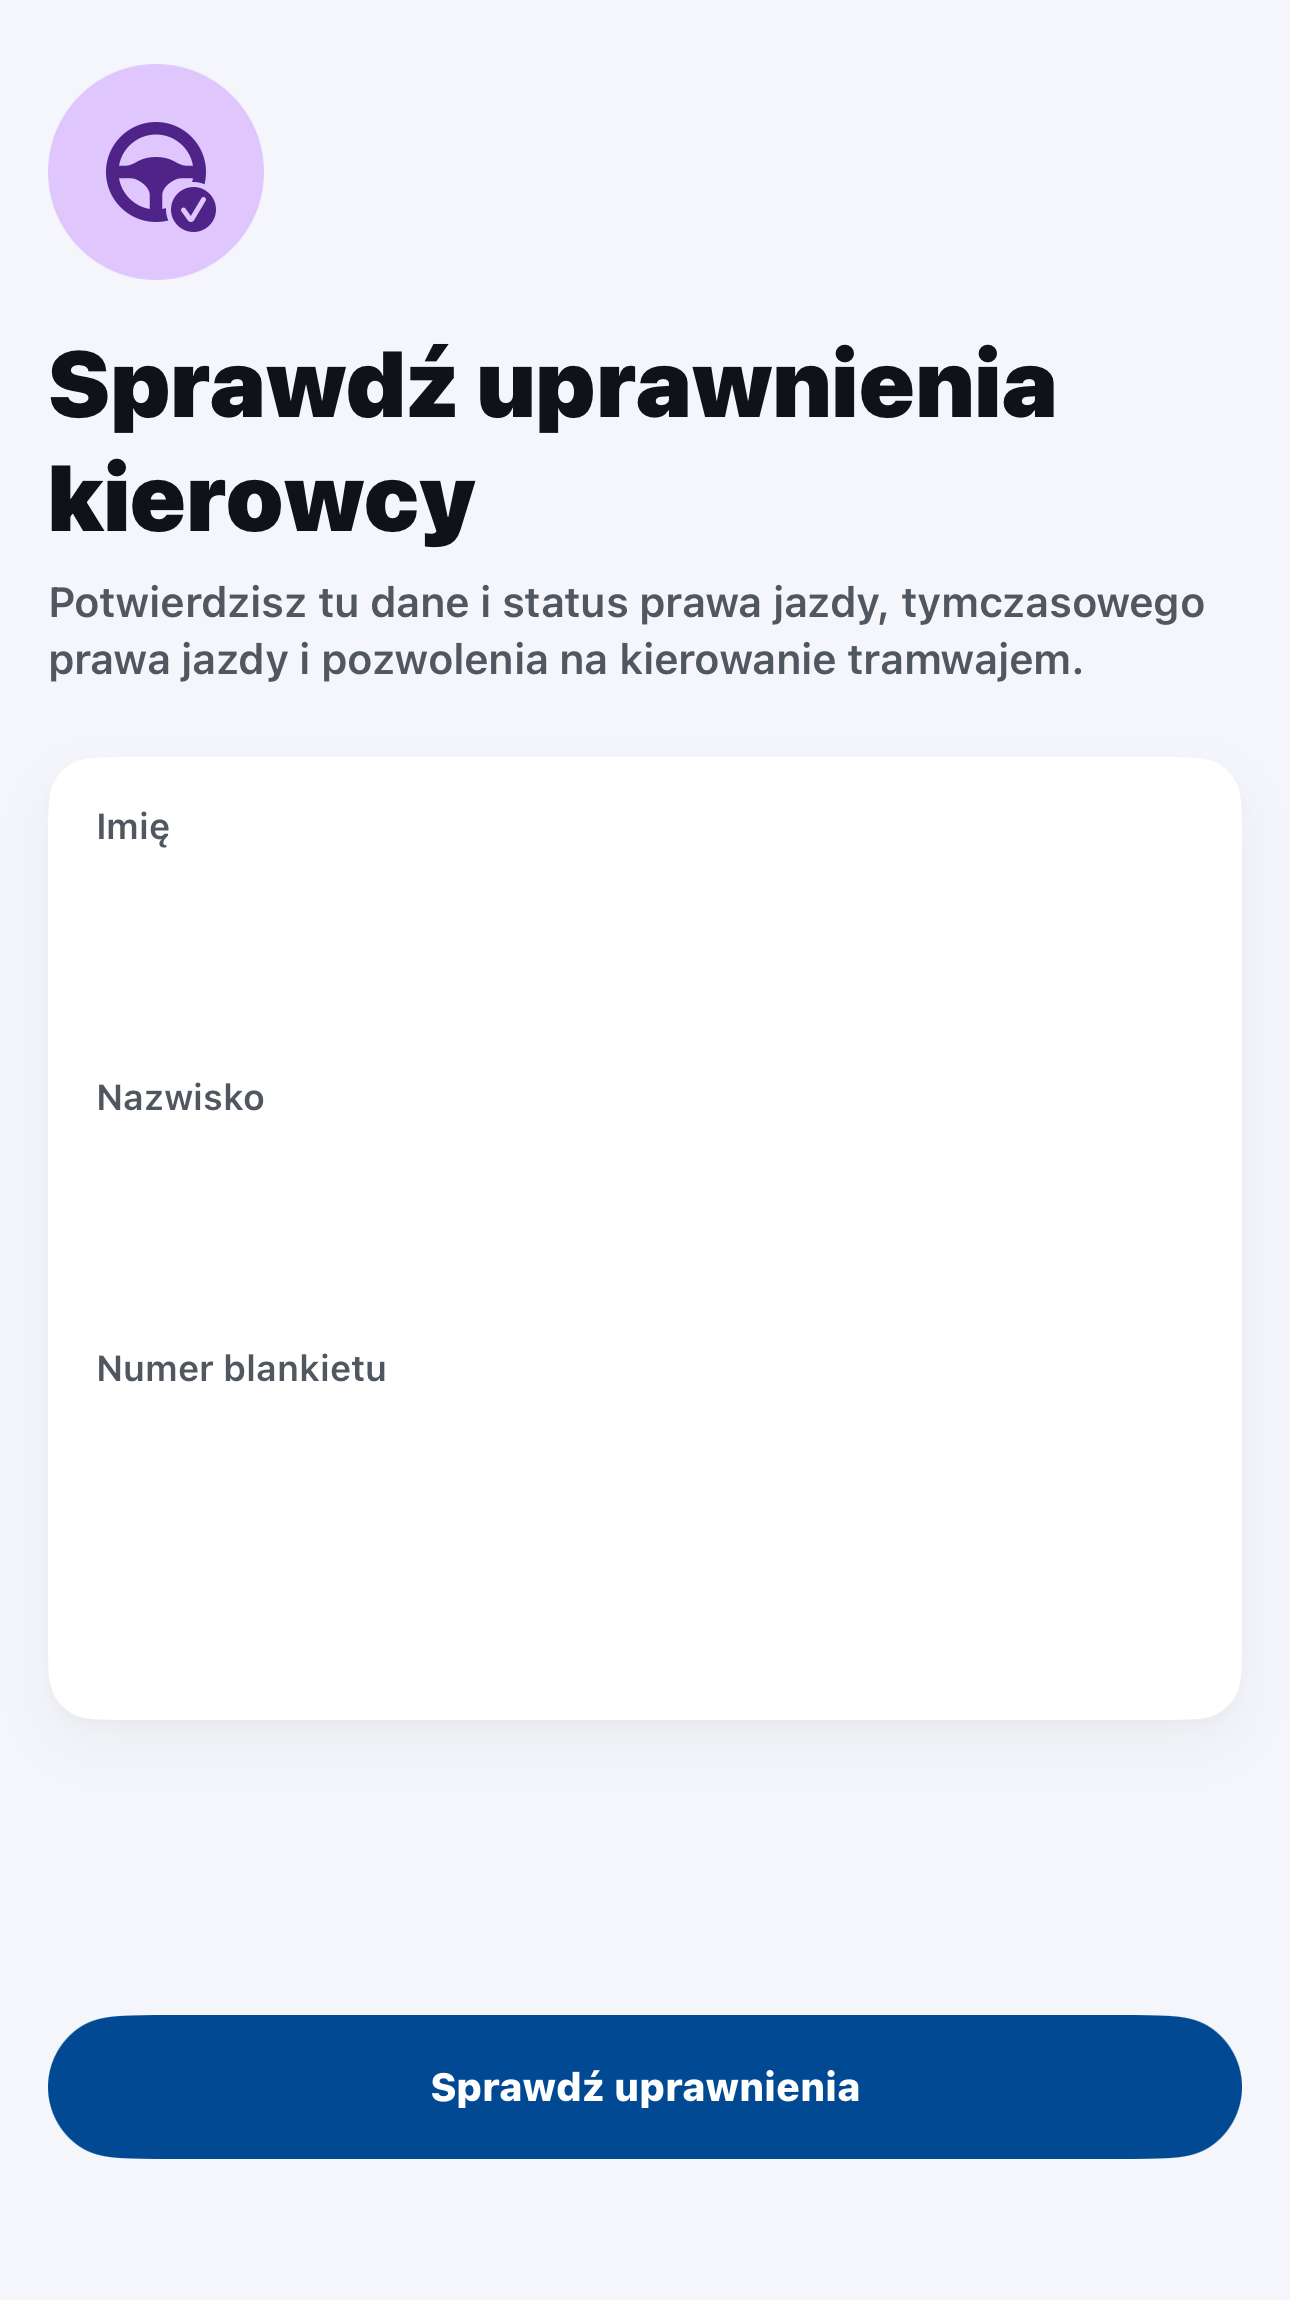 Sprawdź uprawnienia
kierowcy
Potwierdzisz tu dane i status prawa jazdy, tymczasowego
prawa jazdy i pozwolenia na kierowanie tramwajem.
Imię
Nazwisko
Numer blankietu
Sprawdź uprawnienia